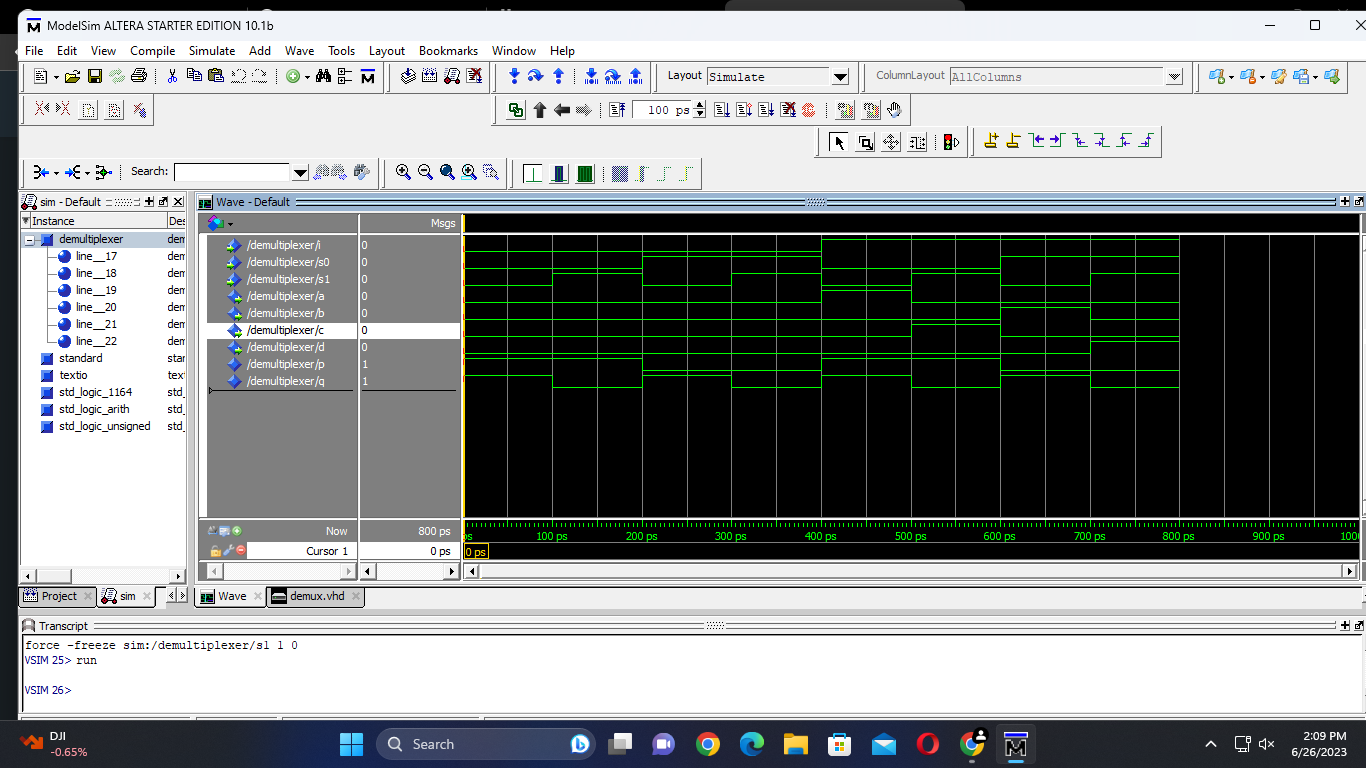 ModelSim ALTERA STARTER EDITION 10.1b
File Edit View Compile Simulate Add Wave Tools Layout Bookmarks Window Help
Layout Simulate
ColumnLayout AllColumns
100 ps
Search:
sim - Default
Instance
Des
demultiplexer dem
line__17 dem
line__18 dem
line__19 dem
line__20 dem
line__21 dem
line__22 dem
standard star
textio text
std_logic_1164 std_
std_logic_arith std_
std_logic_unsigned std_
Wave - Default
Msgs
/demultiplexer/i 0
/demultiplexer/s0 0
/demultiplexer/s1 0
/demultiplexer/a 0
/demultiplexer/b 0
/demultiplexer/c 0
/demultiplexer/d 0
/demultiplexer/p 1
/demultiplexer/q 1
Now 800 ps
ps 100 ps 200 ps 300 ps 400 ps 500 ps 600 ps 700 ps 800 ps 900 ps 1000
Cursor 1 0 ps
0 ps
Project sim
Wave demux.vhd
Transcript
force -freeze sim:/demultiplexer/s1 1 0
VSIM 25> run
VSIM 26>
DJI
-0.65%
Search
2:09 PM
6/26/2023